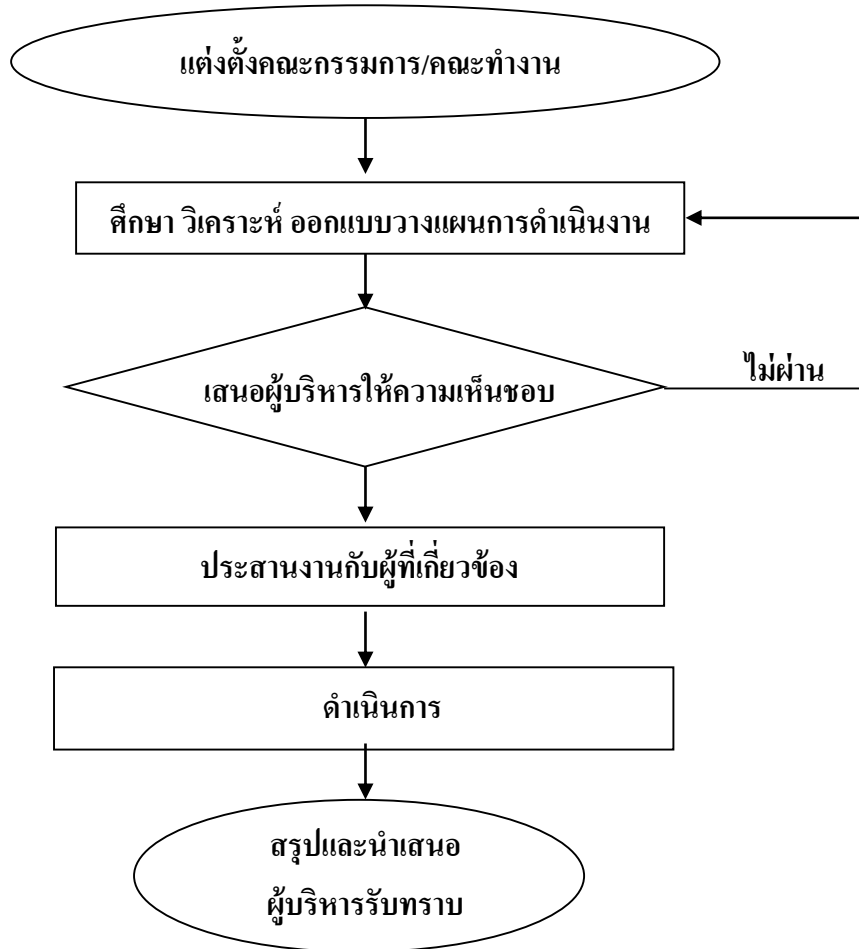 แต่งตั้งคณะกรรมการ/คณะทำงาน
ศึกษา วิเคราะห์ ออกแบบวางแผนการดำเนินงาน
เสนอผู้บริหารให้ความเห็นชอบ
ไม่ผ่าน
ประสานงานกับผู้ที่เกี่ยวข้อง
ดำเนินการ
สรุปและนำเสนอ
ผู้บริหารรับทราบ